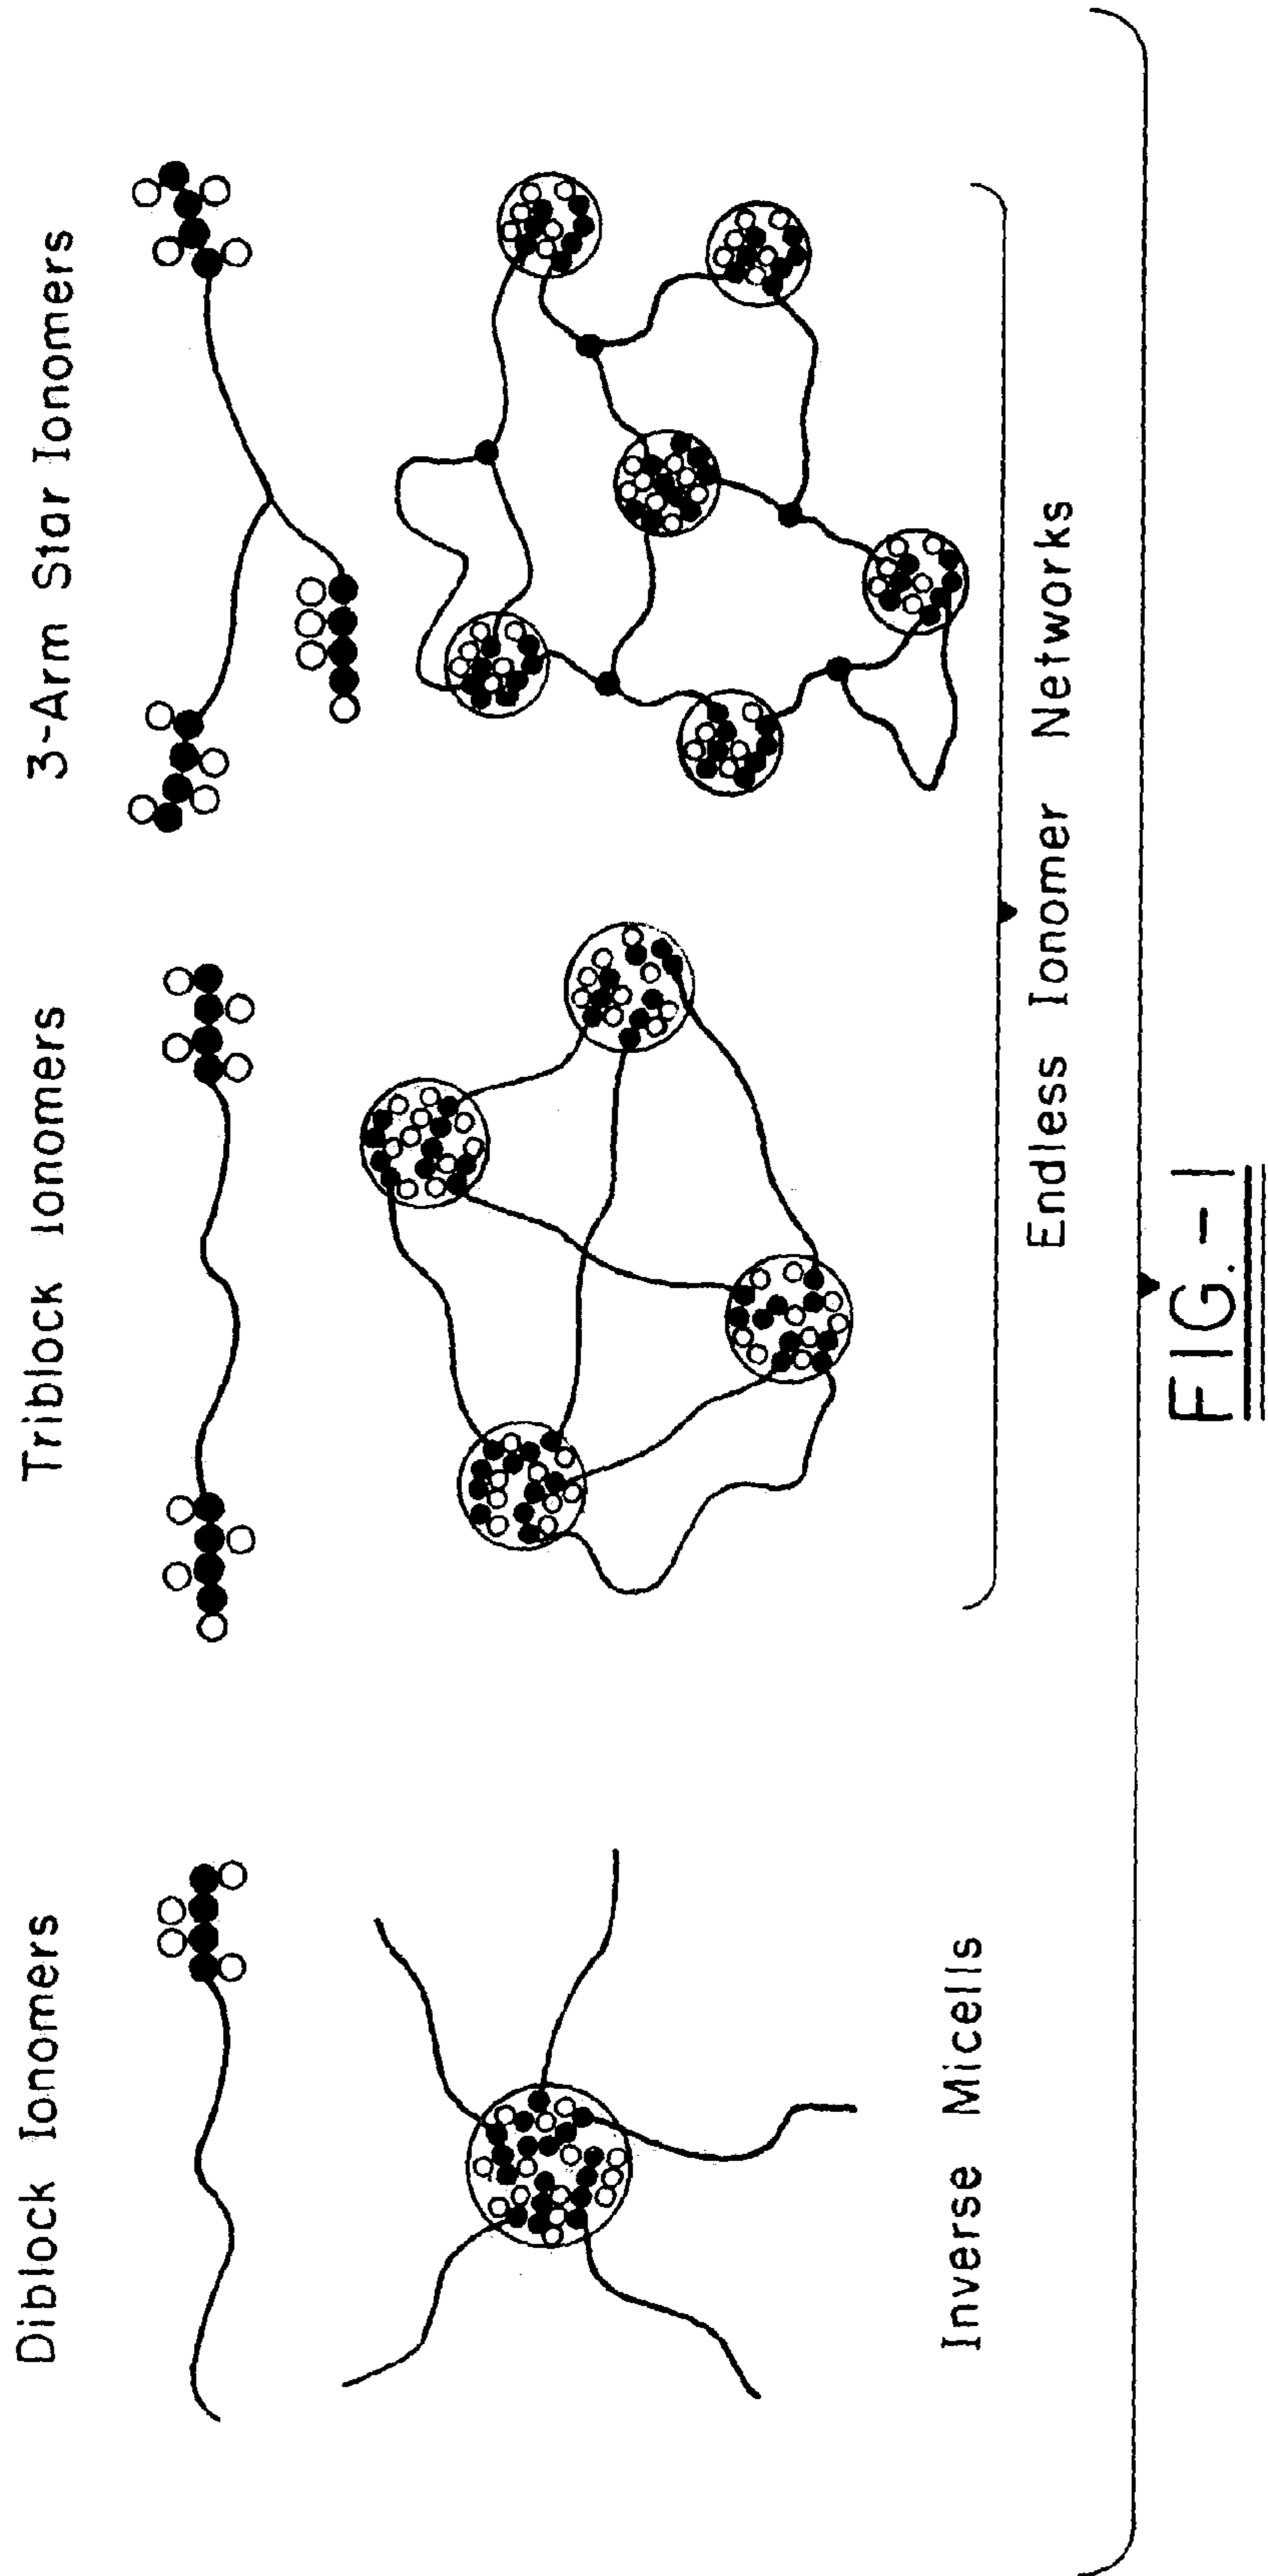 Diblock Ionomers
Triblock Ionomers
3-Arm Star Ionomers
Inverse Micells
Endless Ionomer Networks
FIG.-1